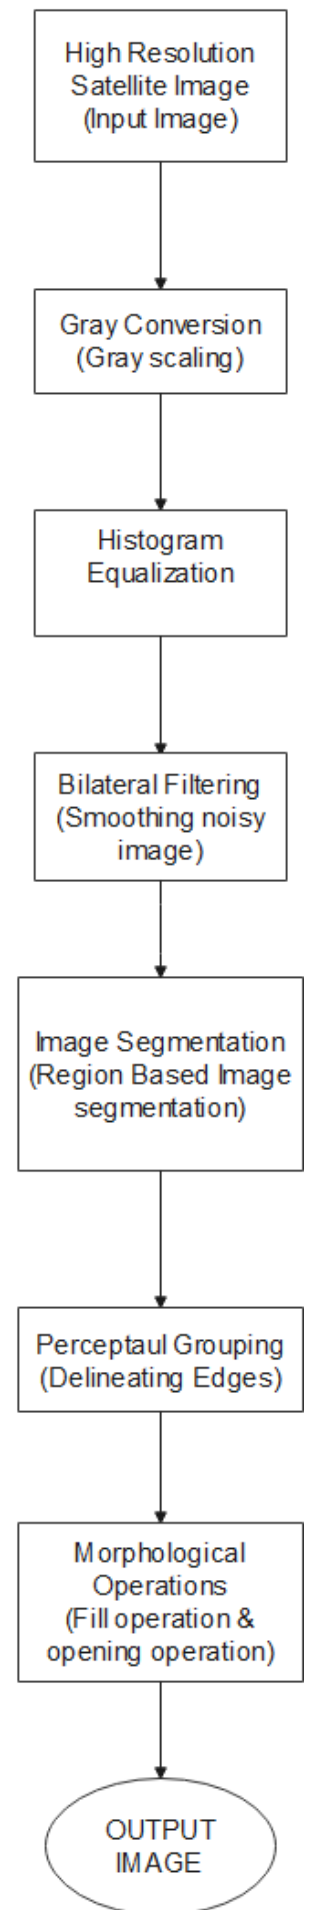 High Resolution
Satellite Image
(Input Image)
Gray Conversion
(Gray scaling)
Histogram
Equalization
Bilateral Filtering
(Smoothing noisy
image)
Image Segmentation
(Region Based Image
segmentation)
Perceptaul Grouping
(Delineating Edges)
Morphological
Operations
(Fill operation &
opening operation)
OUTPUT
IMAGE